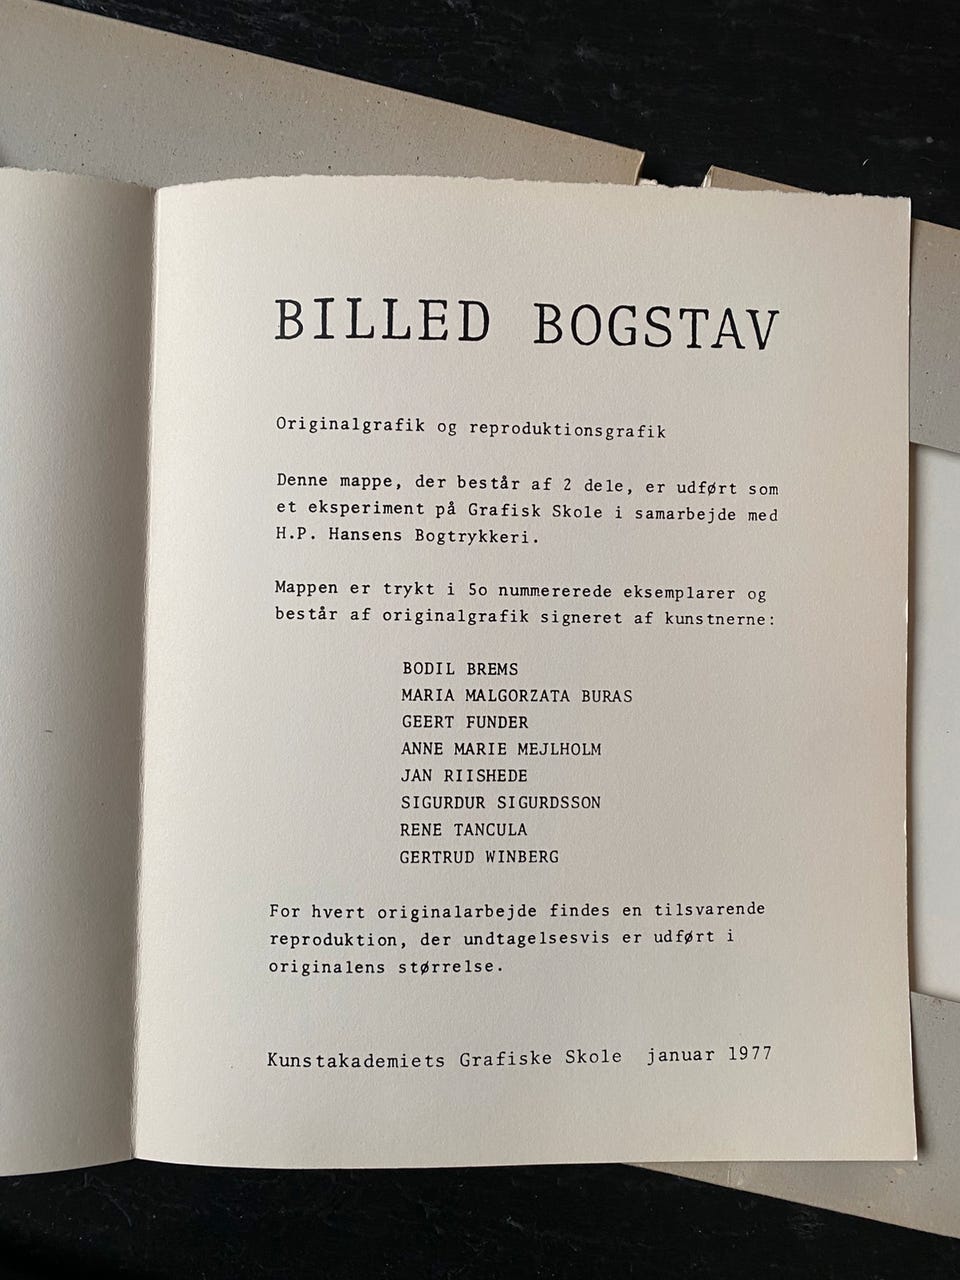 BILLED BOGSTAV
Originalgrafik og reproduktionsgrafik
Denne mappe, der består af 2 dele, er udført som
et eksperiment på Grafisk Skole i samarbejde med
H.P. Hansens Bogtrykkeri.
Mappen er trykt i 5o nummererede eksemplarer og
består af originalgrafik signeret af kunstnerne:
BODIL BREMS
MARIA MALGORZATA BURAS
GEERT FUNDER
ANNE MARIE MEJLHOLM
JAN RIISHEDE
SIGURDUR SIGURDSSON
RENE TANCULA
GERTRUD WINBERG
For hvert originalarbejde findes en tilsvarende
reproduktion, der undtagelsesvis er udført i
originalens størrelse.
Kunstakademiets Grafiske Skole januar 1977